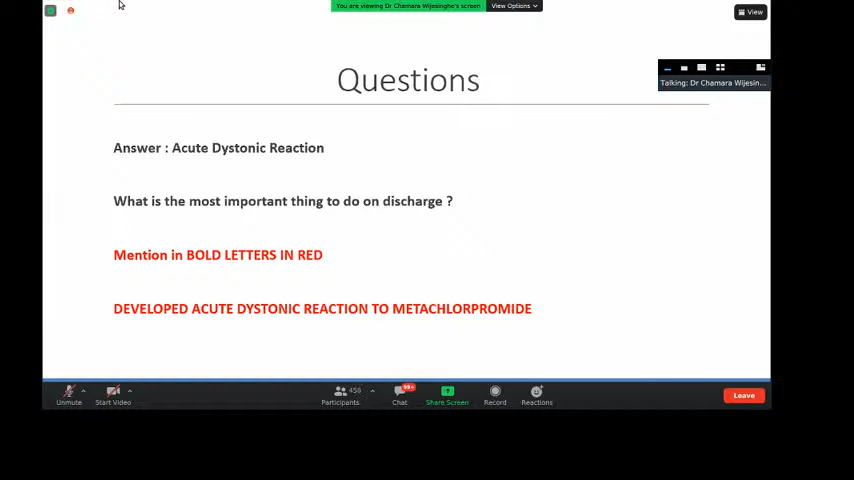 You are viewing Dr Chamara Wijesinghe's screen
View Options
View
Questions
Talking: Dr Chamara Wijesin...
Answer : Acute Dystonic Reaction
What is the most important thing to do on discharge ?
Mention in BOLD LETTERS IN RED
DEVELOPED ACUTE DYSTONIC REACTION TO METACHLORPROMIDE
Unmute
Start Video
458
Participants
99+
Chat
Share Screen
Record
Reactions
Leave